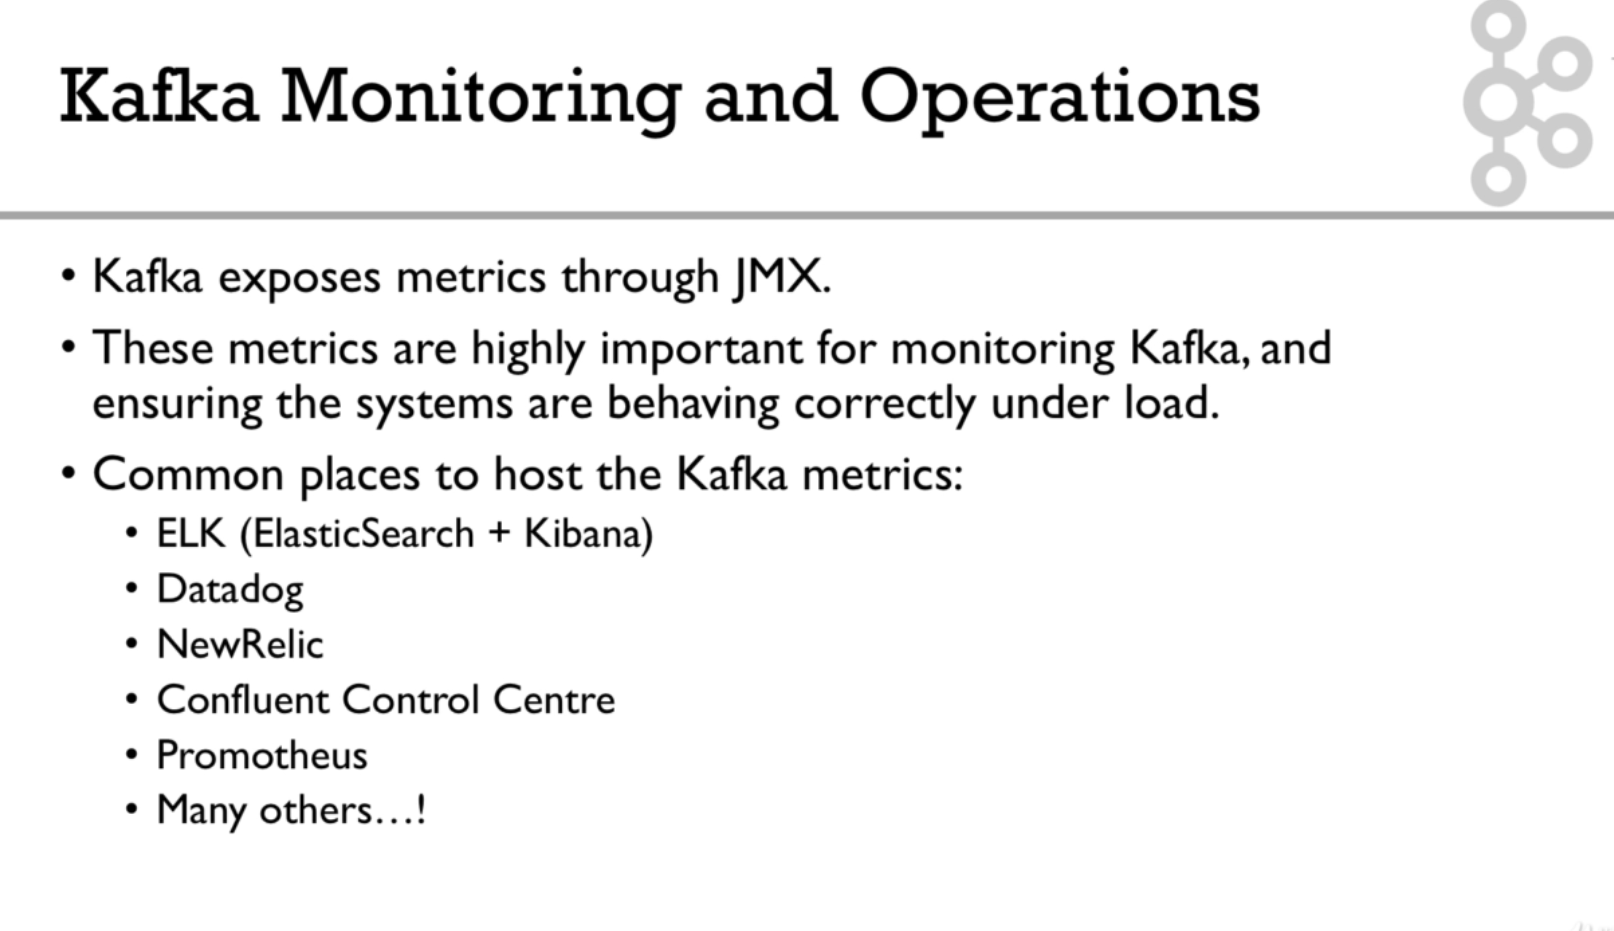 Kafka Monitoring and Operations
• Kafka exposes metrics through JMX.
• These metrics are highly important for monitoring Kafka, and
ensuring the systems are behaving correctly under load.
• Common places to host the Kafka metrics:
• ELK (ElasticSearch + Kibana)
• Datadog
• NewRelic
• Confluent Control Centre
• Promotheus
• Many others…!